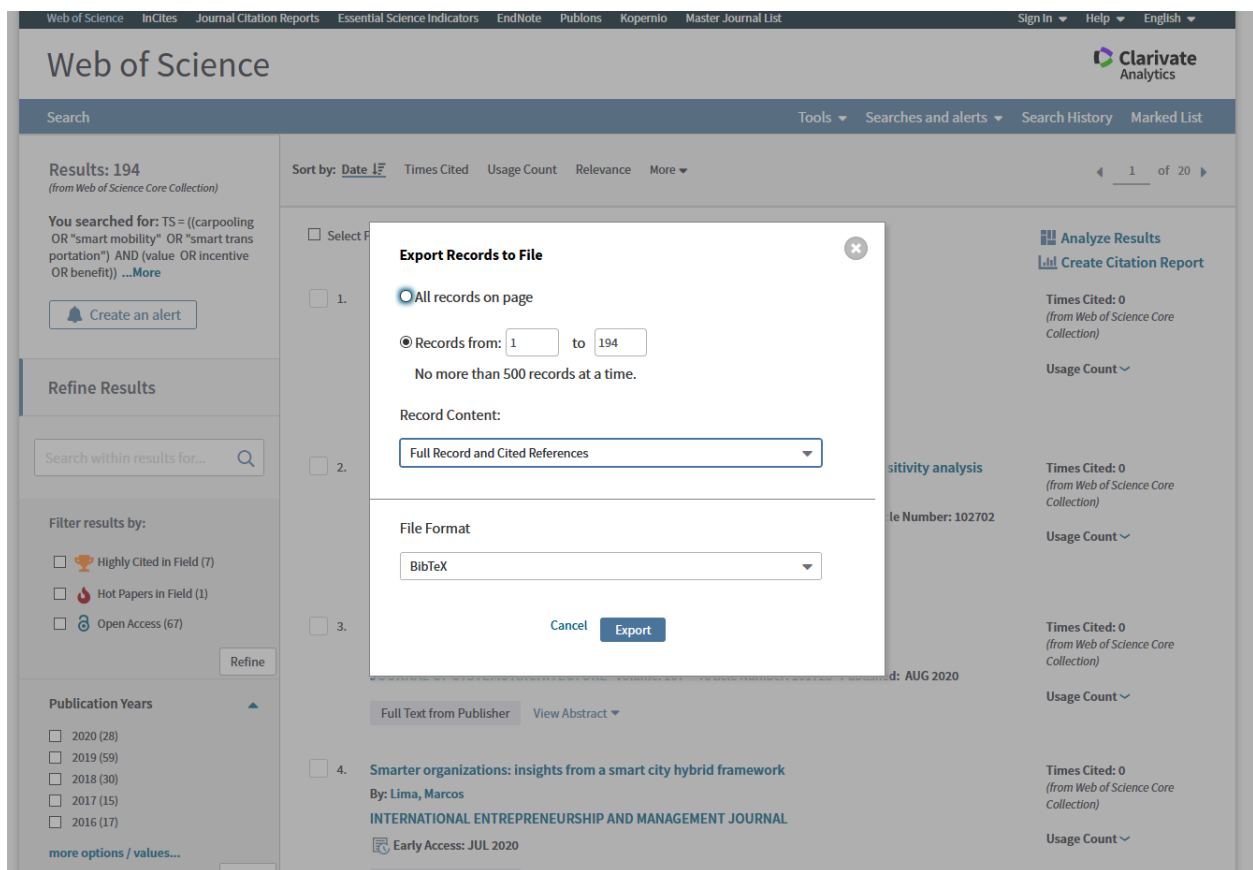 Web of Science InCites Journal Citation Reports Essential Science Indicators EndNote Publons Kopernio Master Journal List Sign In Help English
Web of Science
Clarivate
Analytics
Search Tools Searches and alerts Search History Marked List
Results: 194
(from Web of Science Core Collection)
You searched for: TS = ((carpooling
OR "smart mobility" OR "smart trans
portation") AND (value OR incentive
OR benefit)) ...More
Create an alert
Refine Results
Search within results for...
Filter results by:
Highly Cited in Field (7)
Hot Papers in Field (1)
Open Access (67)
Refine
Publication Years
2020 (28)
2019 (59)
2018 (30)
2017 (15)
2016 (17)
more options / values...
Sort by: Date Times Cited Usage Count Relevance More
1 of 20
Select
Export Records to File
All records on page
Records from: 1 to 194
No more than 500 records at a time.
Record Content:
Full Record and Cited References
File Format
BibTeX
Cancel Export
1.
2.
sitivity analysis
le Number: 102702
3.
d: AUG 2020
Full Text from Publisher View Abstract
4. Smarter organizations: insights from a smart city hybrid framework
By: Lima, Marcos
INTERNATIONAL ENTREPRENEURSHIP AND MANAGEMENT JOURNAL
Early Access: JUL 2020
Analyze Results
Create Citation Report
Times Cited: 0
(from Web of Science Core
Collection)
Usage Count
Times Cited: 0
(from Web of Science Core
Collection)
Usage Count
Times Cited: 0
(from Web of Science Core
Collection)
Usage Count
Times Cited: 0
(from Web of Science Core
Collection)
Usage Count